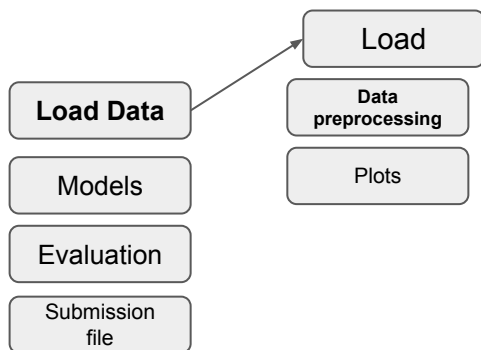 Load Data
Models
Evaluation
Submission
file
Load
Data
preprocessing
Plots